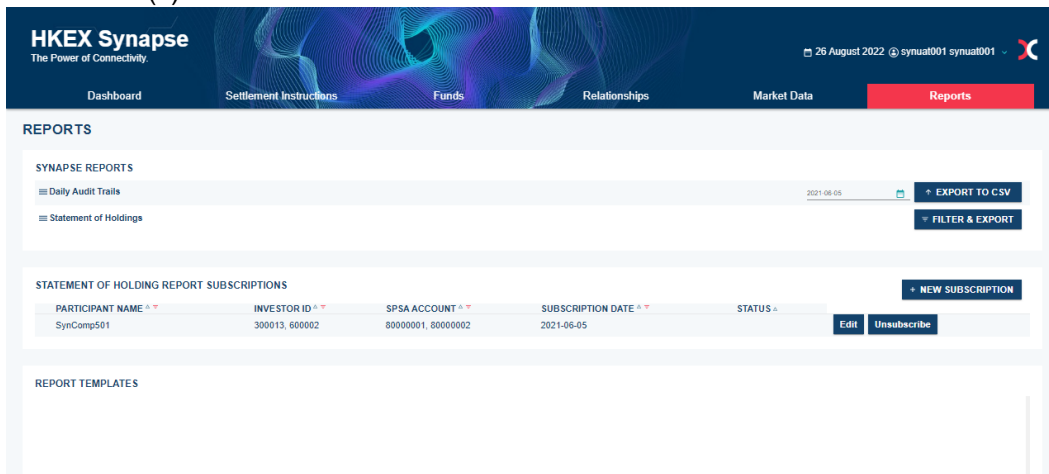 HKEX Synapse
The Power of Connectivity.
26 August 2022 synuat001 synuat001
Dashboard Settlement Instructions Funds Relationships Market Data Reports
REPORTS
SYNAPSE REPORTS
Daily Audit Trails 2021-06-05 EXPORT TO CSV
Statement of Holdings FILTER & EXPORT
STATEMENT OF HOLDING REPORT SUBSCRIPTIONS
+ NEW SUBSCRIPTION
PARTICIPANT NAME INVESTOR ID SPSA ACCOUNT SUBSCRIPTION DATE STATUS
SynComp501 300013, 600002 80000001, 80000002 2021-06-05 Edit Unsubscribe
REPORT TEMPLATES